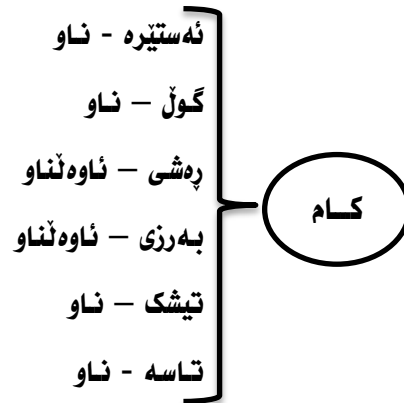 ئەستێرە - ناو
گوڵ – ناو
ڕەشی – ئاوەڵناو
بەرزی – ئاوەڵناو
تیشک – ناو
تاسە - ناو
کام